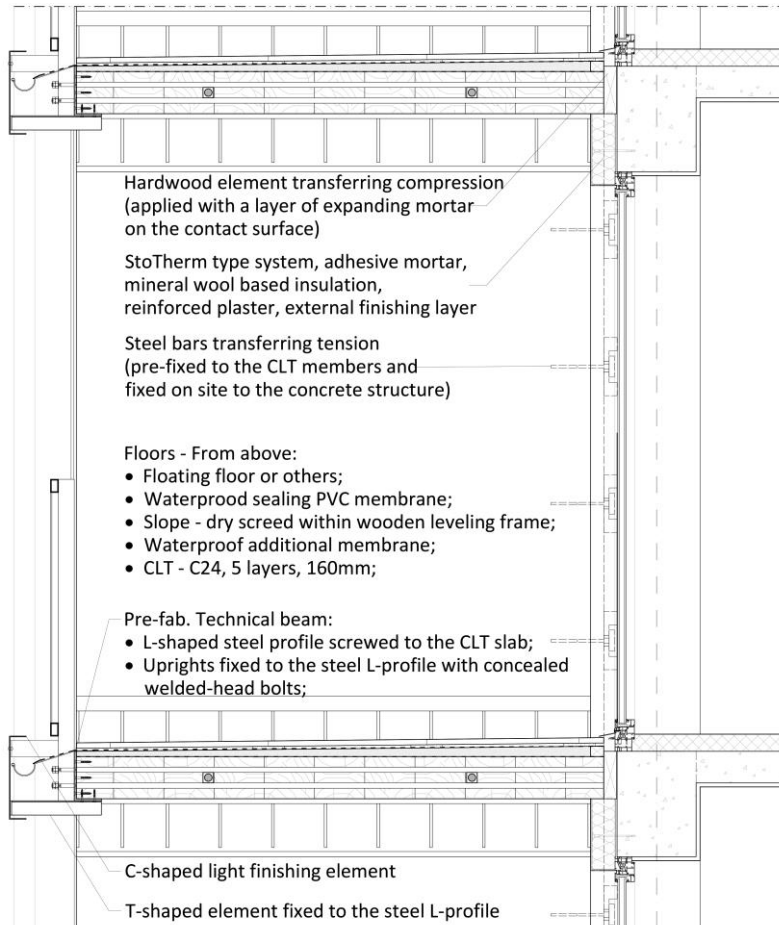 Hardwood element transferring compression
(applied with a layer of expanding mortar
on the contact surface)
StoTherm type system, adhesive mortar,
mineral wool based insulation,
reinforced plaster, external finishing layer
Steel bars transferring tension
(pre-fixed to the CLT members and
fixed on site to the concrete structure)
Floors - From above:
• Floating floor or others;
• Waterprood sealing PVC membrane;
• Slope - dry screed within wooden leveling frame;
• Waterproof additional membrane;
• CLT - C24, 5 layers, 160mm;
Pre-fab. Technical beam:
• L-shaped steel profile screwed to the CLT slab;
• Uprights fixed to the steel L-profile with concealed
welded-head bolts;
C-shaped light finishing element
T-shaped element fixed to the steel L-profile